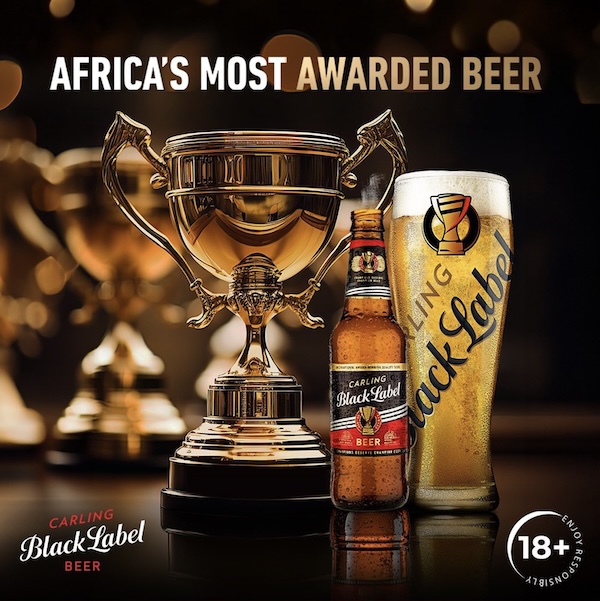 AFRICA'S MOST AWARDED BEER
CARLING
Black Label
CARLING
Black Label
BEER
CARLING
Black Label
BEER
18+
ENJOY RESPONSIBLY